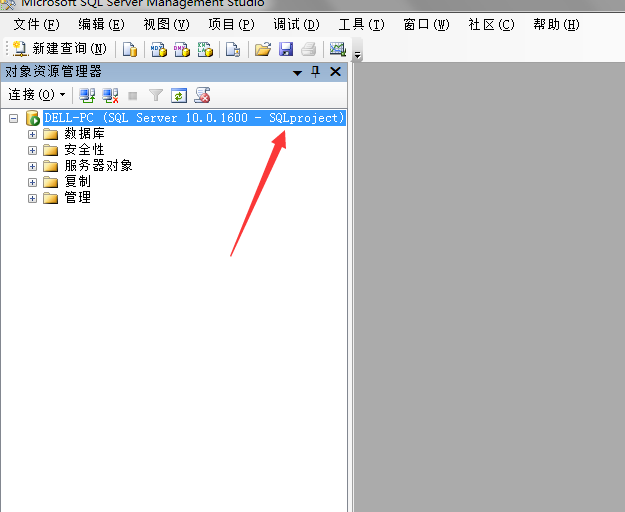 Microsoft SQL Server Management Studio
文件(F) 编辑(E) 视图(V) 项目(P) 调试(D) 工具(T) 窗口(W) 社区(C) 帮助(H)
新建查询(N)
对象资源管理器
连接(O)
DELL-PC (SQL Server 10.0.1600 - SQLproject)
数据库
安全性
服务器对象
复制
管理